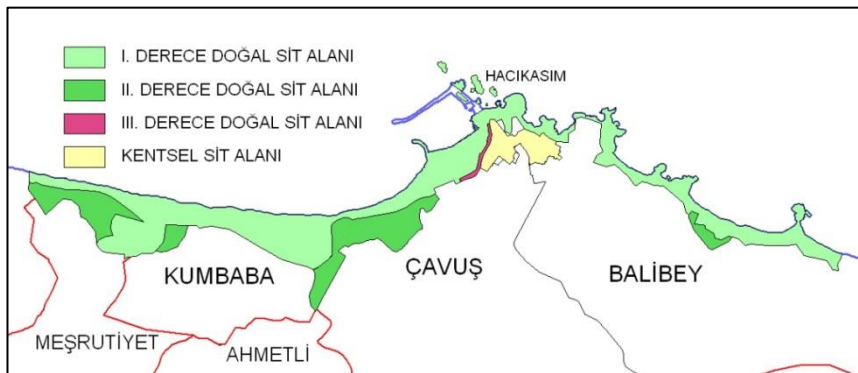 I. DERECE DOĞAL SİT ALANI
II. DERECE DOĞAL SİT ALANI
III. DERECE DOĞAL SİT ALANI
KENTSEL SİT ALANI
HACIKASIM
KUMBABA
ÇAVUŞ
BALİBEY
MEŞRUTİYET
AHMETLİ